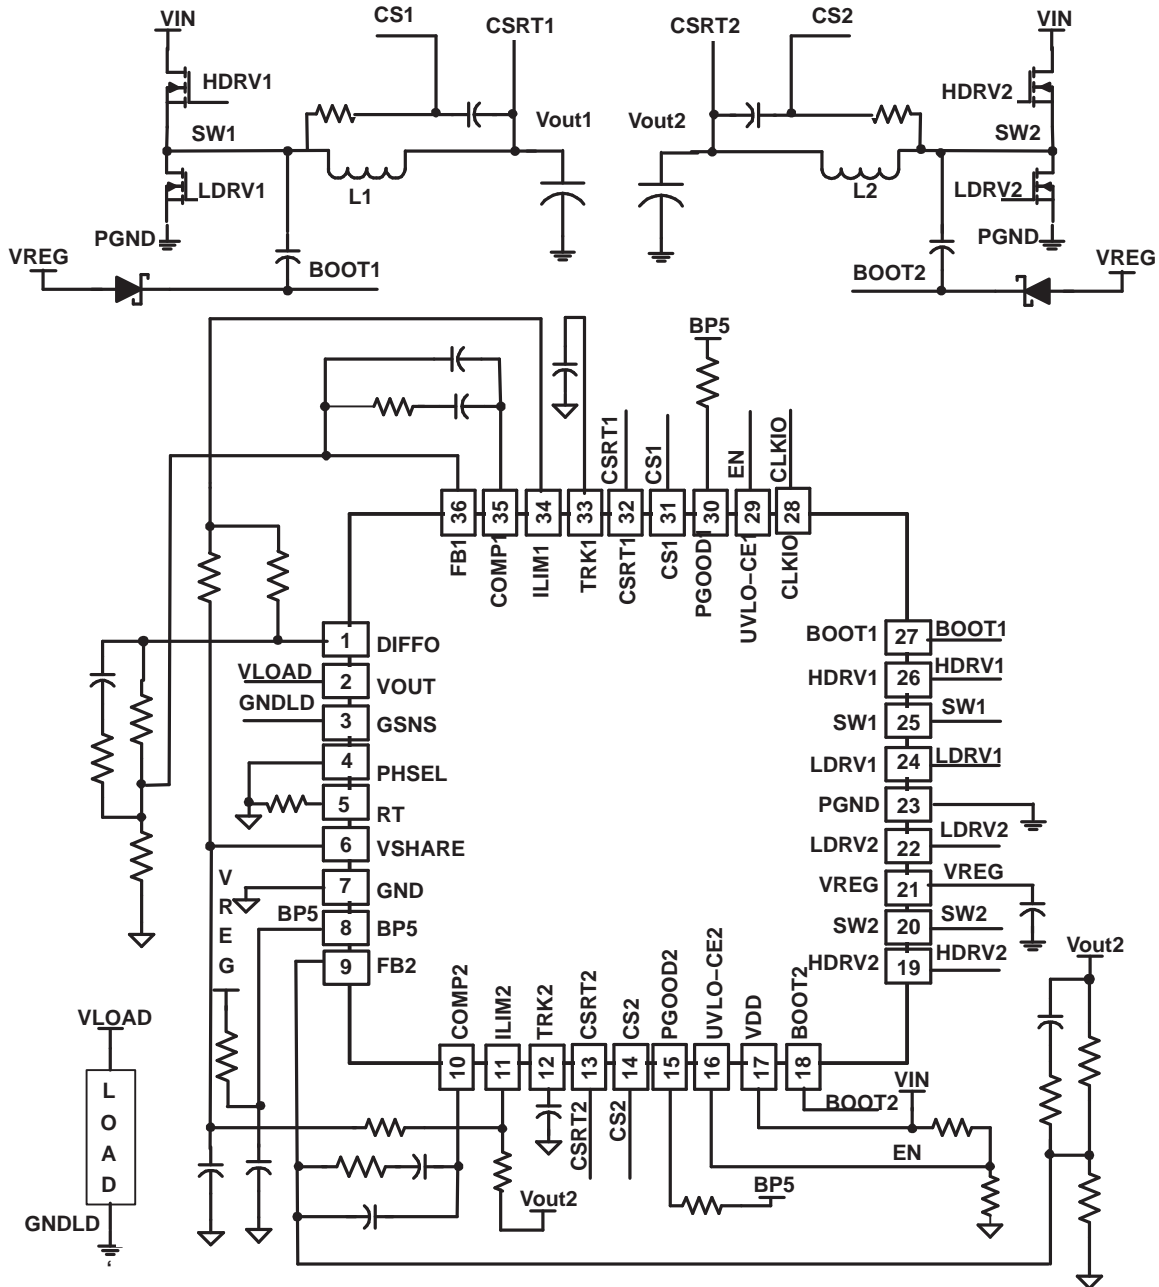 VIN
CS1
CSRT1
CSRT2
CS2
VIN
HDRV1
HDRV2
SW1
Vout1
Vout2
SW2
LDRV1
L1
L2
LDRV2
PGND
PGND
VREG
BOOT1
BOOT2
VREG
BP5
CSRT1
CS1
EN
CLKIO
36
35
34
33
32
31
30
29
28
FB1
COMP1
ILIM1
TRK1
CSRT1
CS1
PGOOD1
UVLO–CE1
CLKIO
1 DIFFO
VLOAD 2 VOUT
GNDLD 3 GSNS
4 PHSEL
5 RT
6 VSHARE
7 GND
BP5 8 BP5
9 FB2
BOOT1 27 BOOT1
HDRV1 26 HDRV1
SW1 25 SW1
LDRV1 24 LDRV1
PGND 23
LDRV2 22 LDRV2
VREG 21 VREG
SW2 20 SW2
HDRV2 19 HDRV2
VREG
COMP2
ILIM2
TRK2
CSRT2
CS2
PGOOD2
UVLO–CE2
VDD
BOOT2
10
11
12
13
14
15
16
17
18
CSRT2
CS2
BOOT2
VIN
EN
BP5
Vout2
Vout2
VLOAD
LOAD
GNDLD